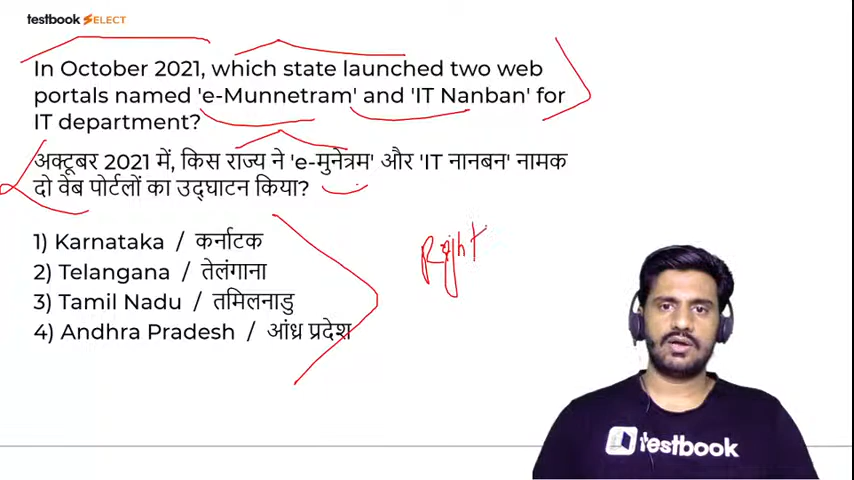 testbook SELECT
In October 2021, which state launched two web
portals named 'e-Munnetram' and 'IT Nanban' for
IT department?
अक्टूबर 2021 में, किस राज्य ने 'e-मुनेत्रम' और 'IT नानबन' नामक
दो वेब पोर्टलों का उद्घाटन किया?
1) Karnataka / कर्नाटक
2) Telangana / तेलंगाना
3) Tamil Nadu / तमिलनाडु
4) Andhra Pradesh / आंध्र प्रदेश
Right
testbook